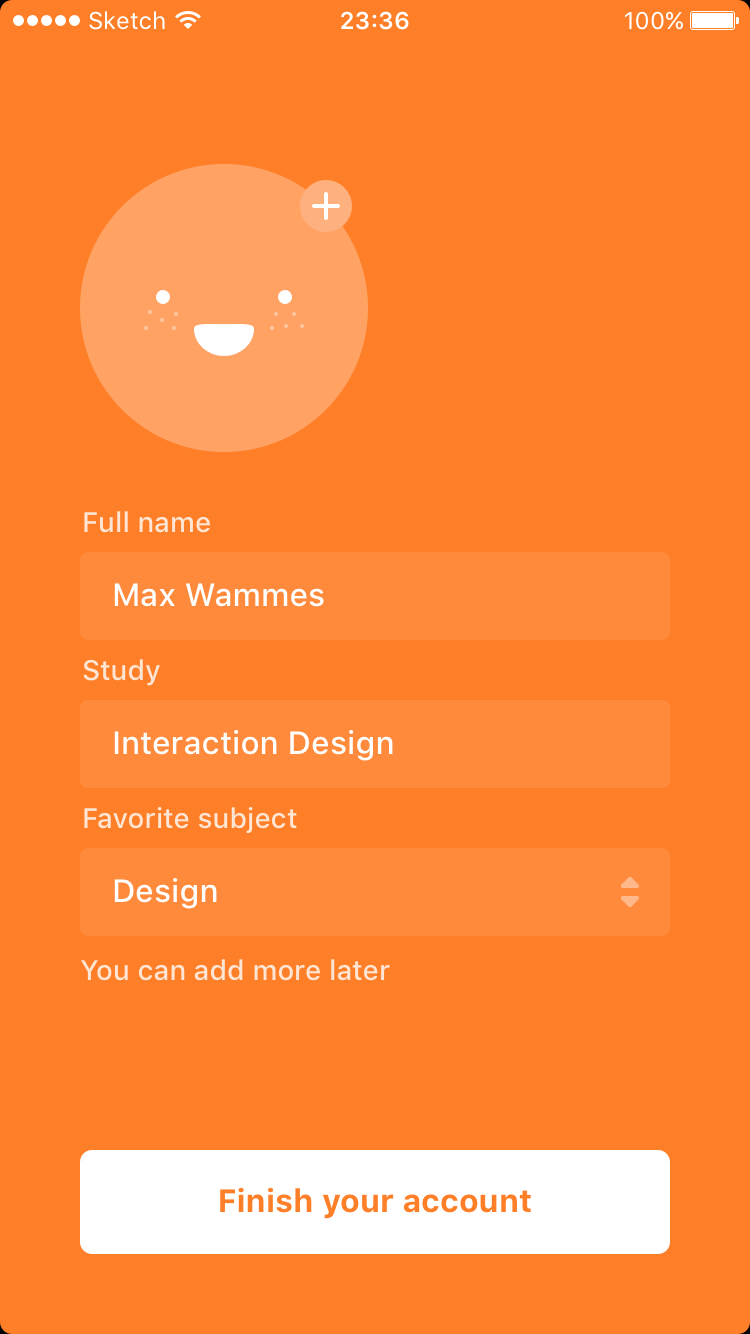 Sketch 23:36 100%
Full name
Max Wammes
Study
Interaction Design
Favorite subject
Design
You can add more later
Finish your account